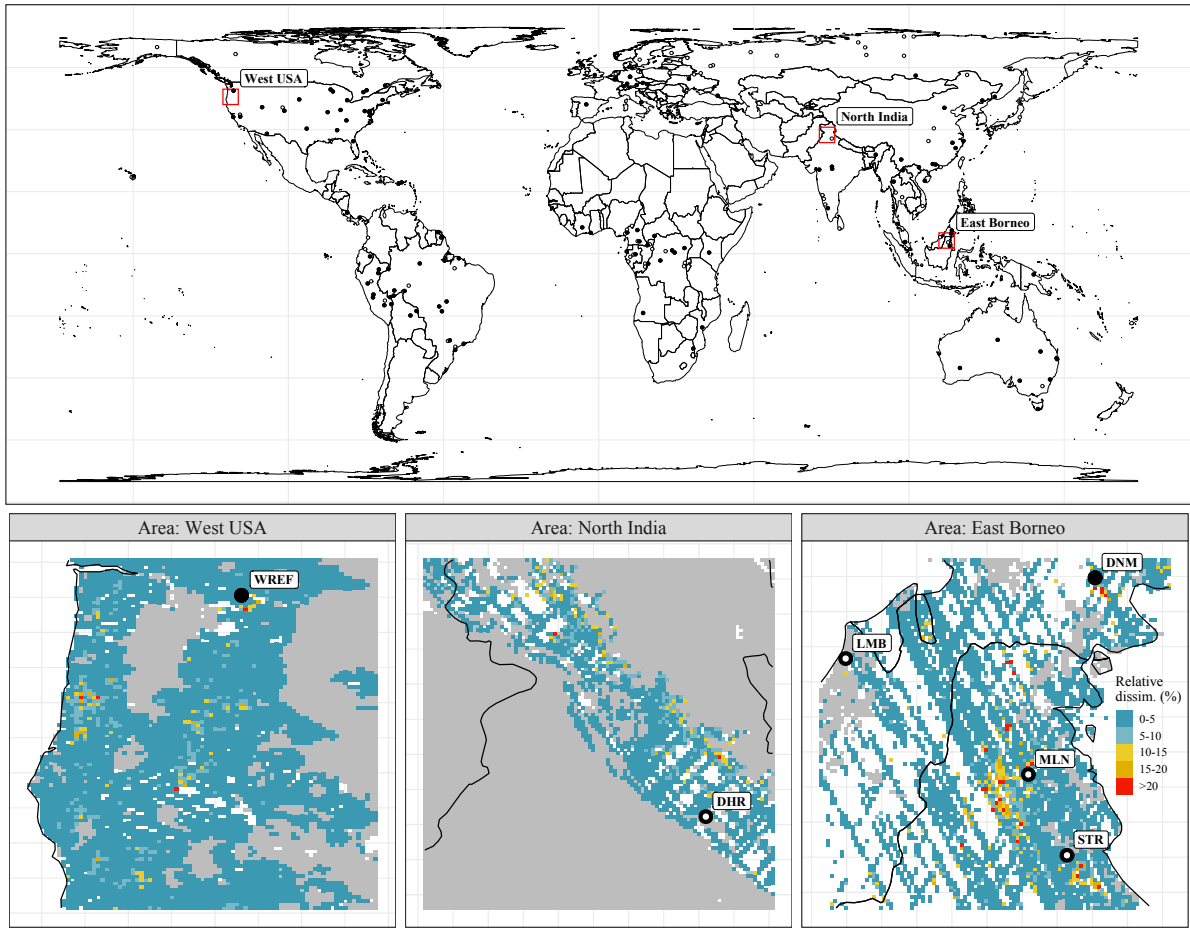 West USA
North India
East Borneo
Area: West USA
Area: North India
Area: East Borneo
WREF
DHR
DNM
LMB
MLN
STR
Relative
dissim. (%)
0-5
5-10
10-15
15-20
>20